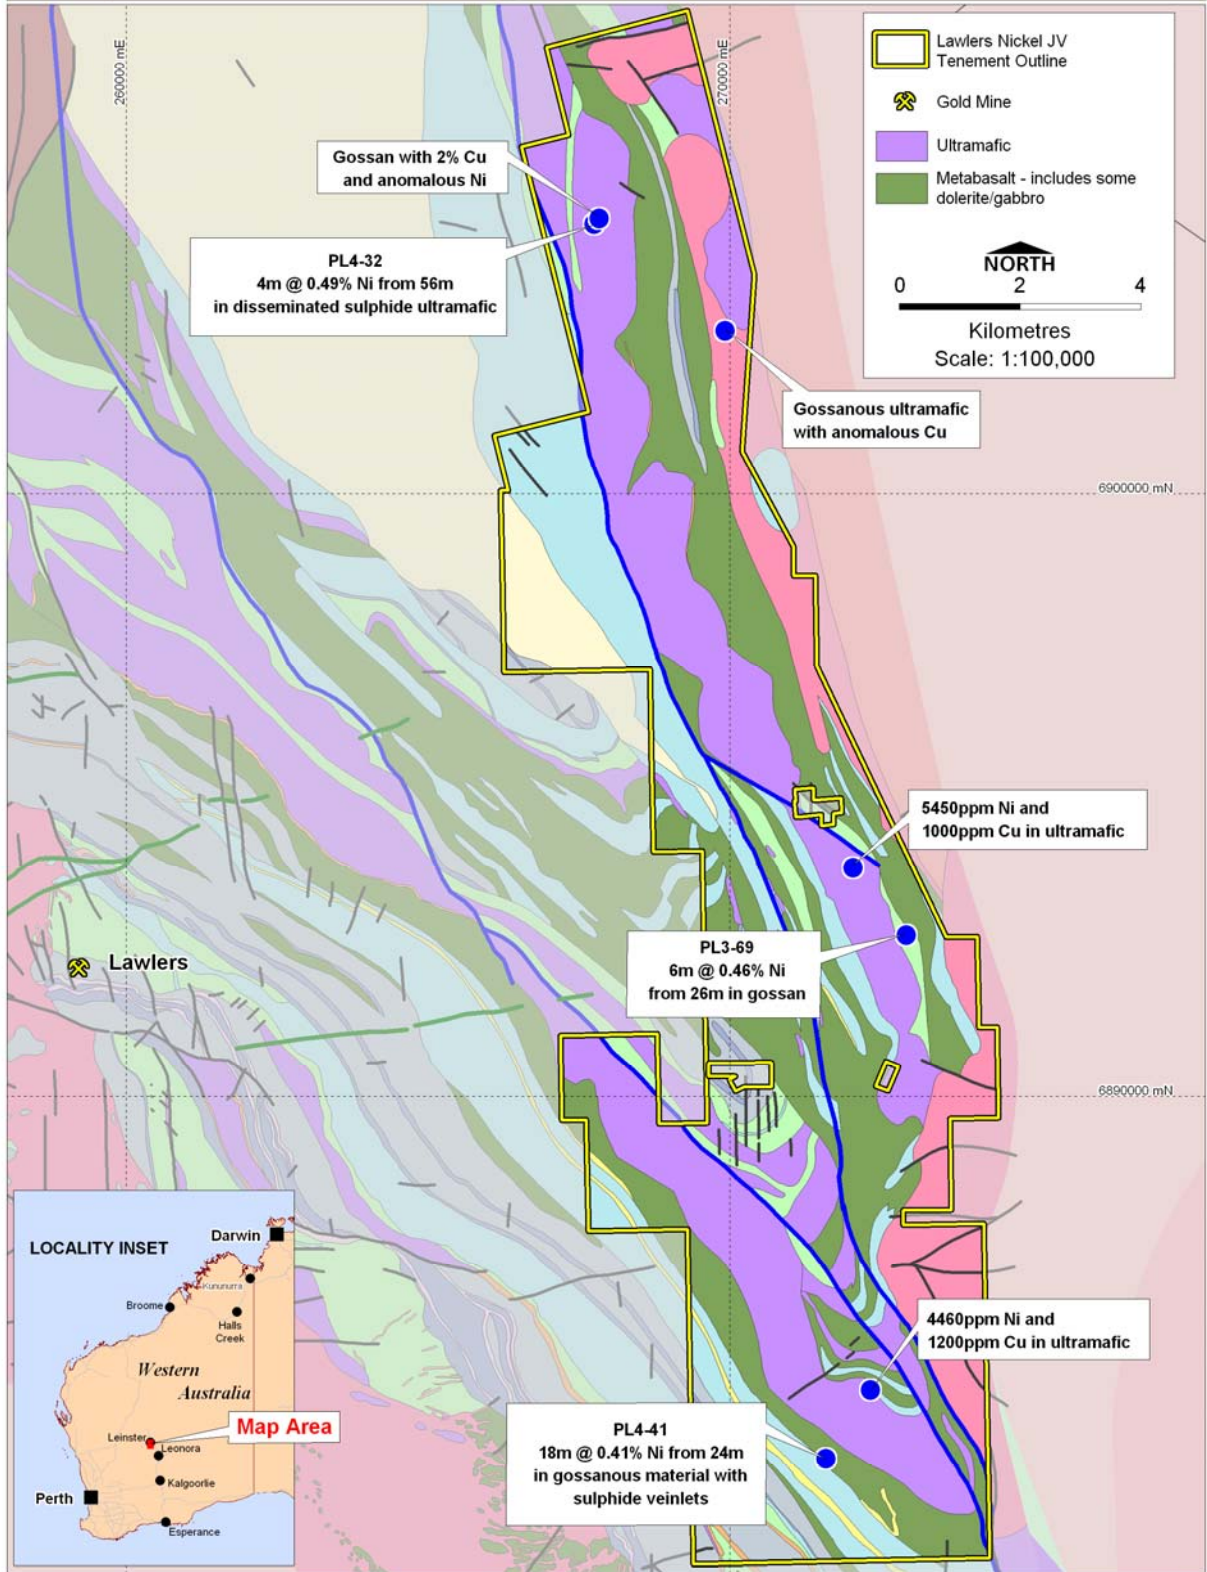 260000 mE
270000 mE
Lawlers Nickel JV
Tenement Outline
Gold Mine
Ultramafic
Metabasalt - includes some
dolerite/gabbro
NORTH
0 2 4
Kilometres
Scale: 1:100,000
Gossan with 2% Cu
and anomalous Ni
PL4-32
4m @ 0.49% Ni from 56m
in disseminated sulphide ultramafic
Gossanous ultramafic
with anomalous Cu
6900000 mN
5450ppm Ni and
1000ppm Cu in ultramafic
PL3-69
6m @ 0.46% Ni
from 26m in gossan
Lawlers
6890000 mN
4460ppm Ni and
1200ppm Cu in ultramafic
PL4-41
18m @ 0.41% Ni from 24m
in gossanous material with
sulphide veinlets
LOCALITY INSET
Darwin
Kununurra
Broome
Halls
Creek
Western
Australia
Map Area
Leinster
Leonora
Kalgoorlie
Perth
Esperance